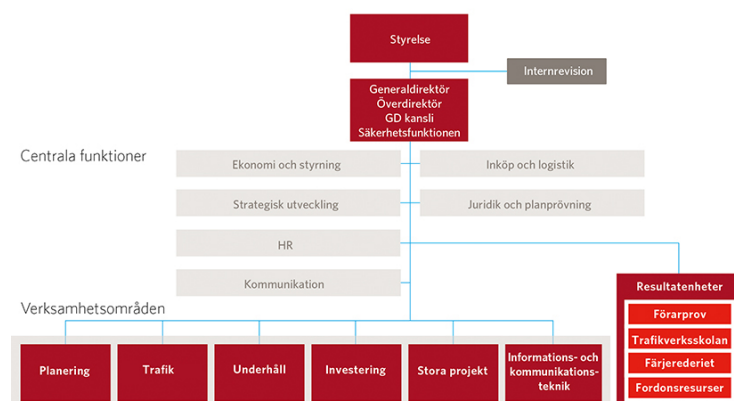 Styrelse
Internrevision
Generaldirektör
Överdirektör
GD kansli
Säkerhetsfunktionen
Centrala funktioner
Ekonomi och styrning
Inköp och logistik
Strategisk utveckling
Juridik och planprövning
HR
Kommunikation
Verksamhetsområden
Planering
Trafik
Underhåll
Investering
Stora projekt
Informations- och
kommunikations-
teknik
Resultatenheter
Förarprov
Trafikverksskolan
Färjerederiet
Fordonsresurser